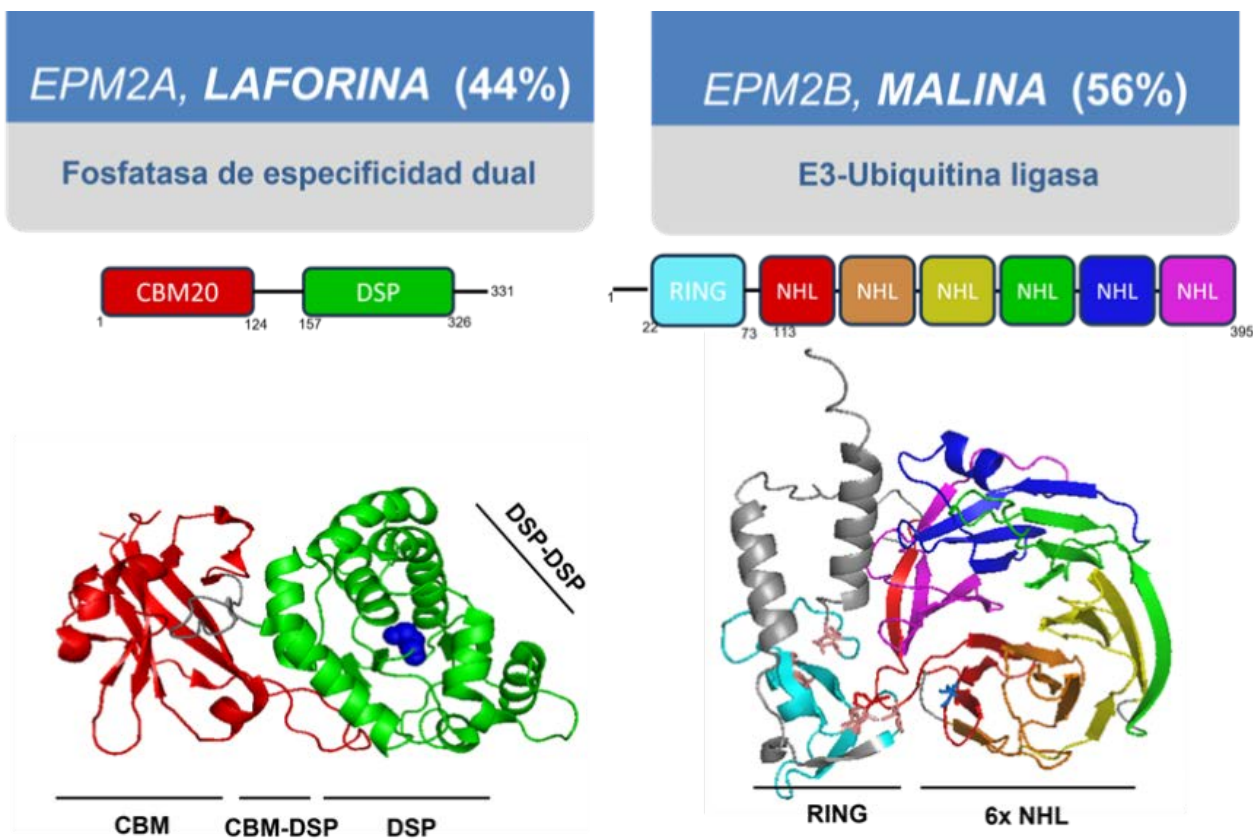 EPM2A, LAFORINA (44%)
Fosfatasa de especificidad dual
CBM20
DSP
331
1
124
157
326
DSP-DSP
CBM
CBM-DSP
DSP
EPM2B, MALINA (56%)
E3-Ubiquitina ligasa
1
RING
NHL
NHL
NHL
NHL
NHL
NHL
22
73
113
395
RING
6x NHL